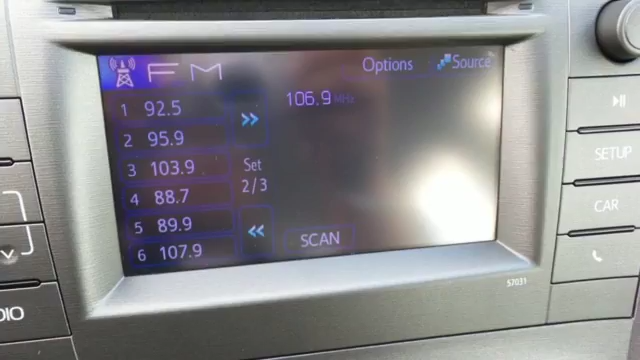 FM
Options
Source
1 92.5
2 95.9
3 103.9
4 88.7
5 89.9
6 107.9
>>
Set
2/3
<<
106.9 MHz
SCAN
SETUP
CAR
57031